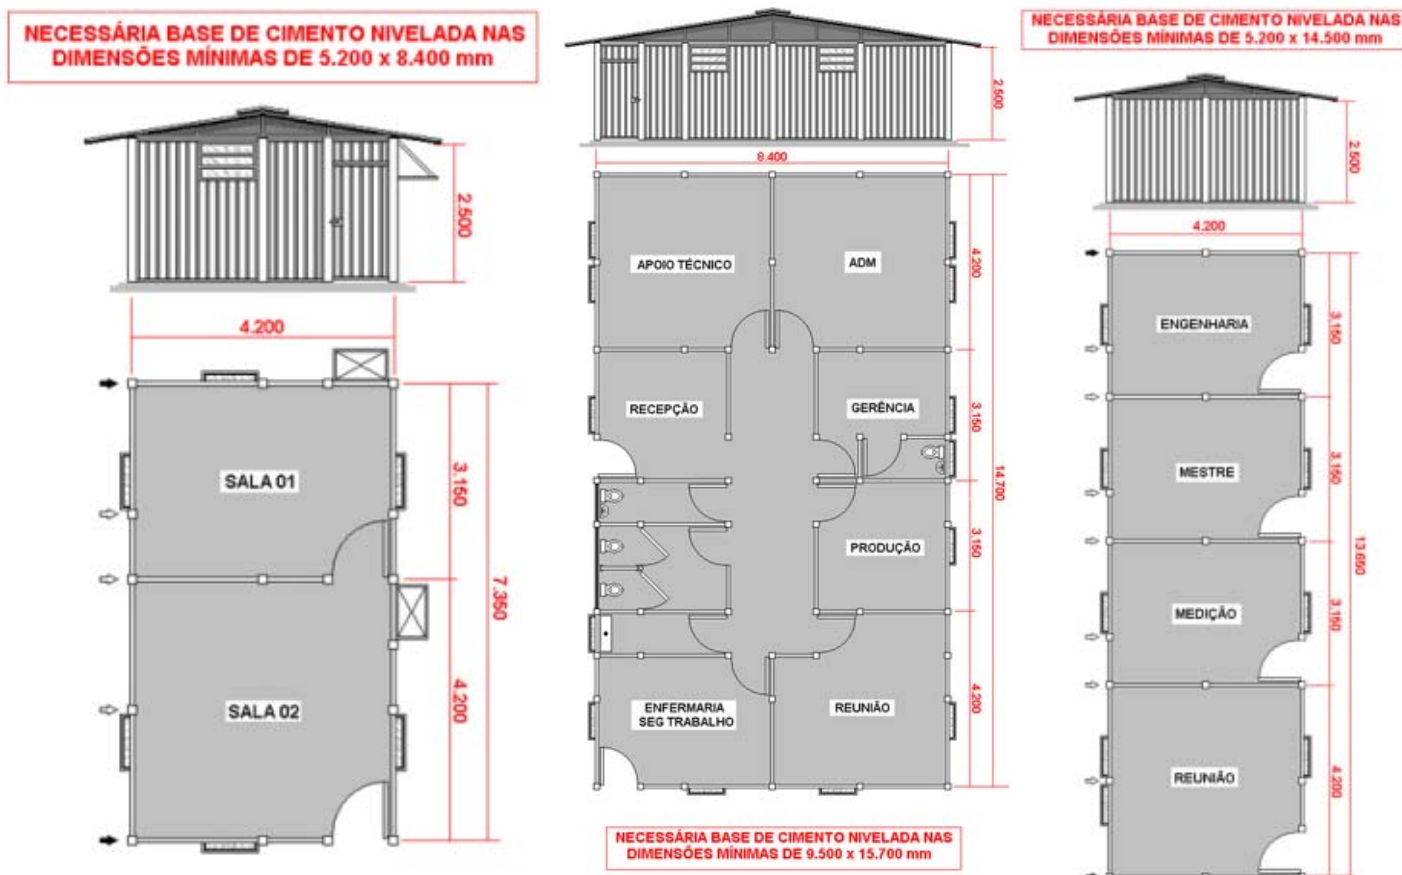 NECESSÁRIA BASE DE CIMENTO NIVELADA NAS
DIMENSÕES MÍNIMAS DE 5.200 x 8.400 mm
2.500
4.200
SALA 01
3.150
7.350
SALA 02
4.200
2.500
8.400
APOIO TÉCNICO
ADM
4.200
RECEPÇÃO
GERÊNCIA
3.150
14.700
PRODUÇÃO
3.150
ENFERMARIA
SEG TRABALHO
REUNIÃO
4.200
NECESSÁRIA BASE DE CIMENTO NIVELADA NAS
DIMENSÕES MÍNIMAS DE 9.500 x 15.700 mm
NECESSÁRIA BASE DE CIMENTO NIVELADA NAS
DIMENSÕES MÍNIMAS DE 5.200 x 14.500 mm
2.500
4.200
ENGENHARIA
3.150
MESTRE
3.150
13.650
MEDIÇÃO
3.150
REUNIÃO
4.200